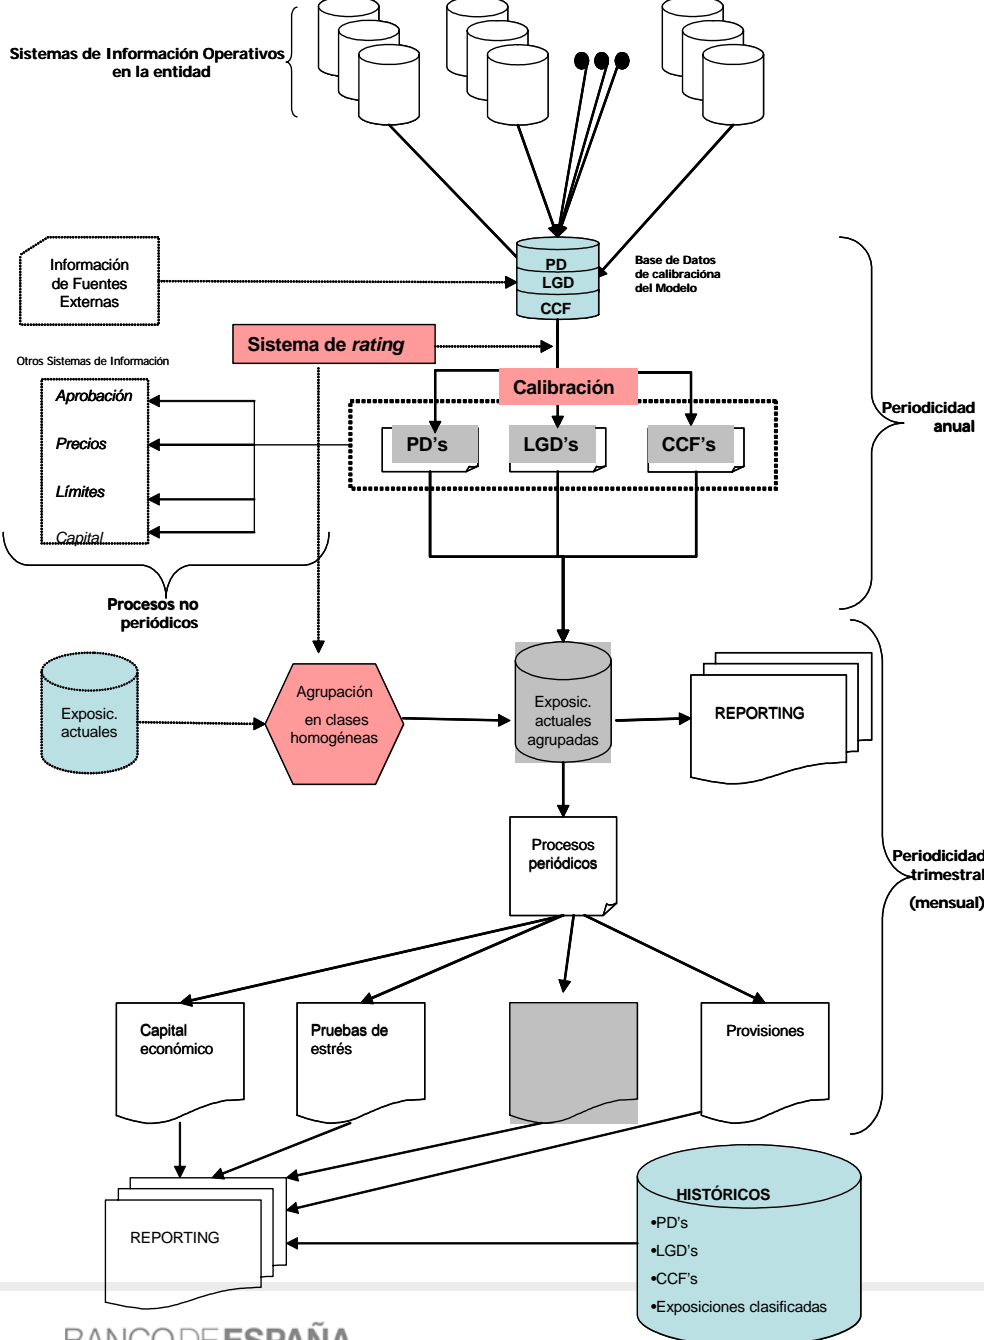 Sistemas de Información Operativos
en la entidad
PD
LGD
CCF
Base de Datos
de calibracióna
del Modelo
Información
de Fuentes
Externas
Sistema de rating
Otros Sistemas de Información
Calibración
Aprobación
Precios
Límites
Capital
PD's
LGD's
CCF's
Periodicidad
anual
Procesos no
periódicos
Exposic.
actuales
Agrupación
en clases
homogéneas
Exposic.
actuales
agrupadas
REPORTING
Procesos
periódicos
Periodicidad
trimestral
(mensual)
Capital
económico
Pruebas de
estrés
Provisiones
REPORTING
HISTÓRICOS
•PD's
•LGD's
•CCF's
•Exposiciones clasificadas
BANCO DE ESPAÑA